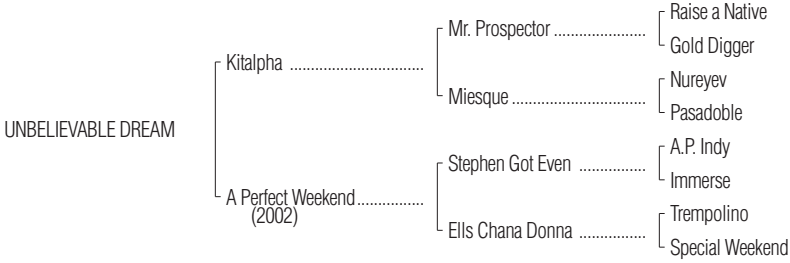 Raise a Native
Mr. Prospector ......................
Gold Digger
Kitalpha ................................
Nureyev
Miesque ................................
Pasadoble
UNBELIEVABLE DREAM
A.P. Indy
Stephen Got Even ................
Immerse
A Perfect Weekend ................
(2002)
Trempolino
Ells Chana Donna ................
Special Weekend